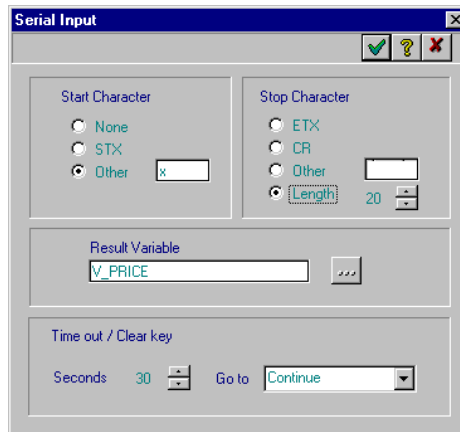 Serial Input
Start Character
None
STX
Other x
Stop Character
ETX
CR
Other
Length 20
Result Variable
V_PRICE ...
Time out / Clear key
Seconds 30 Go to Continue